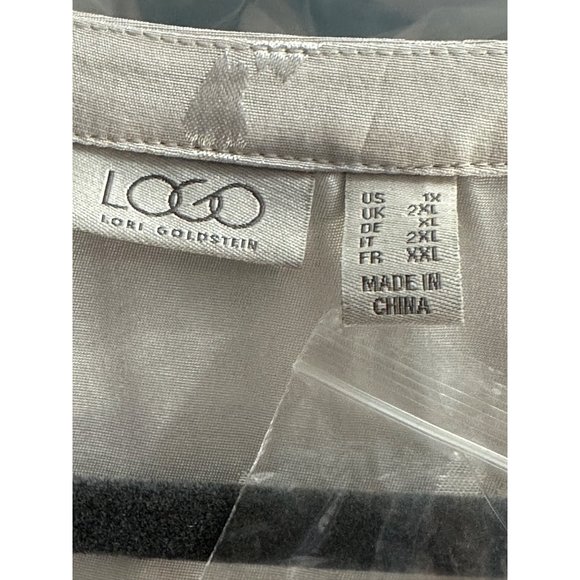 LOGO
LORI GOLDSTEIN
US 1X
UK 2XL
DE XL
IT 2XL
FR XXL
MADE IN
CHINA